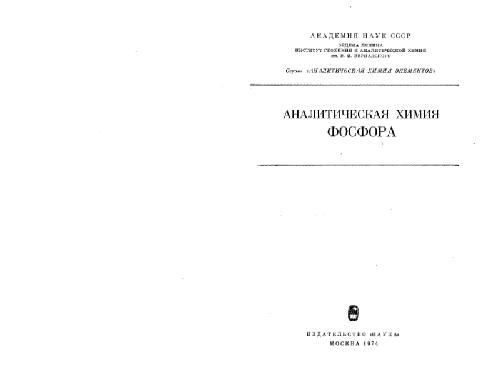 АКАДЕМИЯ НАУК СССР
ОРДЕНА ЛЕНИНА
ИНСТИТУТ ГЕОХИМИИ И АНАЛИТИЧЕСКОЙ ХИМИИ
им. В. И. ВЕРНАДСКОГО
Серия: «АНАЛИТИЧЕСКАЯ ХИМИЯ ЭЛЕМЕНТОВ»
АНАЛИТИЧЕСКАЯ ХИМИЯ
ФОСФОРА
ИЗДАТЕЛЬСТВО «НАУКА»
МОСКВА 1974